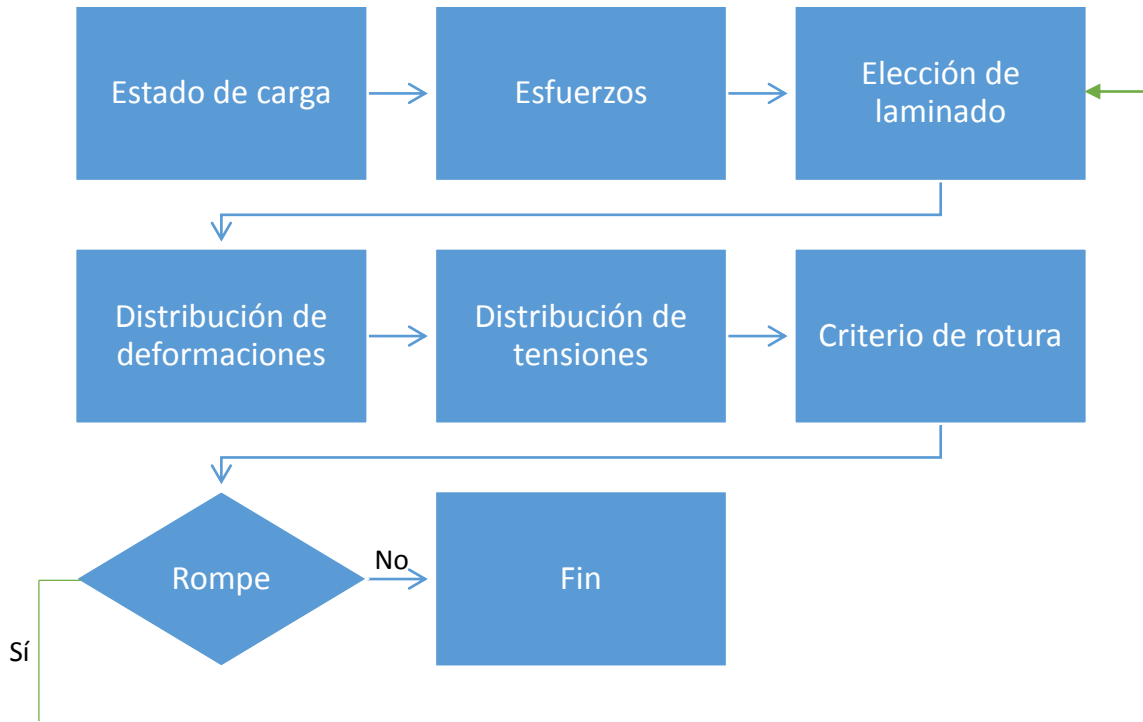 Estado de carga
Esfuerzos
Elección de
laminado
Distribución de
deformaciones
Distribución de
tensiones
Criterio de rotura
Rompe
No
Fin
Sí